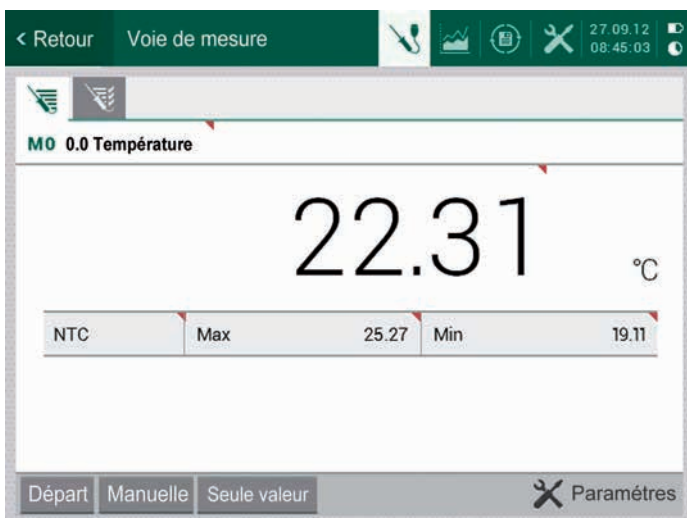 < Retour Voie de mesure 27.09.12
08:45:03
M0 0.0 Température
22.31 °C
NTC Max 25.27 Min 19.11
Départ Manuelle Seule valeur Paramétres